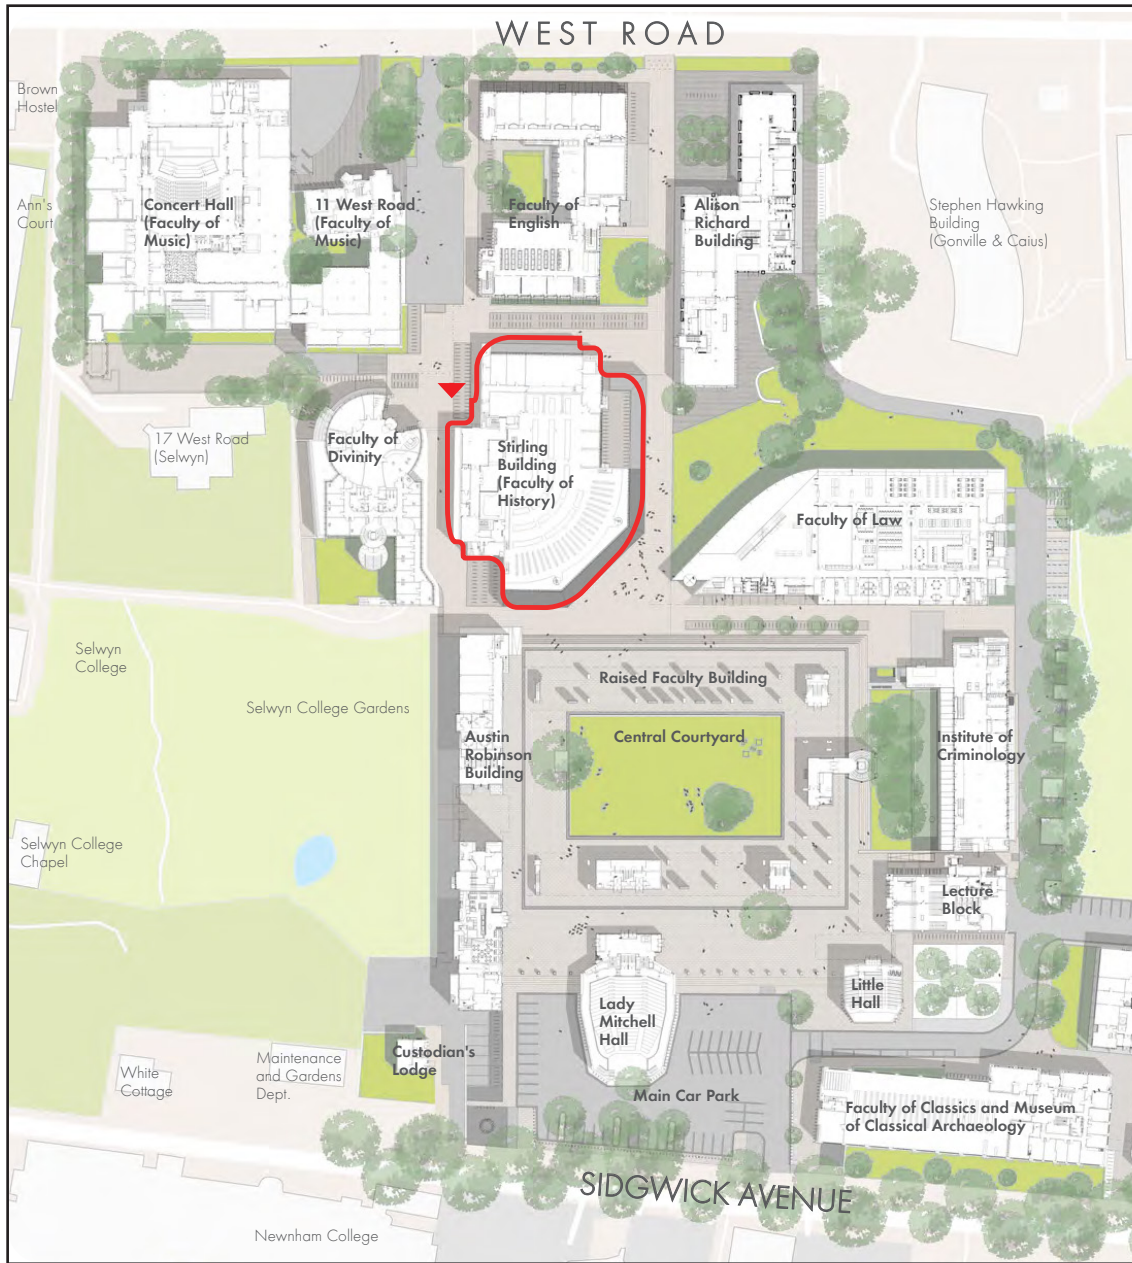 WEST ROAD
Brown
Hostel
Ann's
Court
Concert Hall
(Faculty of
Music)
11 West Road
(Faculty of
Music)
Faculty of
English
Alison
Richard
Building
Stephen Hawking
Building
(Gonville & Caius)
17 West Road
(Selwyn)
Faculty of
Divinity
Stirling
Building
(Faculty of
History)
Faculty of Law
Selwyn
College
Selwyn College Gardens
Raised Faculty Building
Austin
Robinson
Building
Central Courtyard
Institute of
Criminology
Selwyn College
Chapel
Lecture
Block
Lady
Mitchell
Hall
Little
Hall
White
Cottage
Maintenance
and Gardens
Dept.
Custodian's
Lodge
Main Car Park
Faculty of Classics and Museum
of Classical Archaeology
SIDGWICK AVENUE
Newnham College